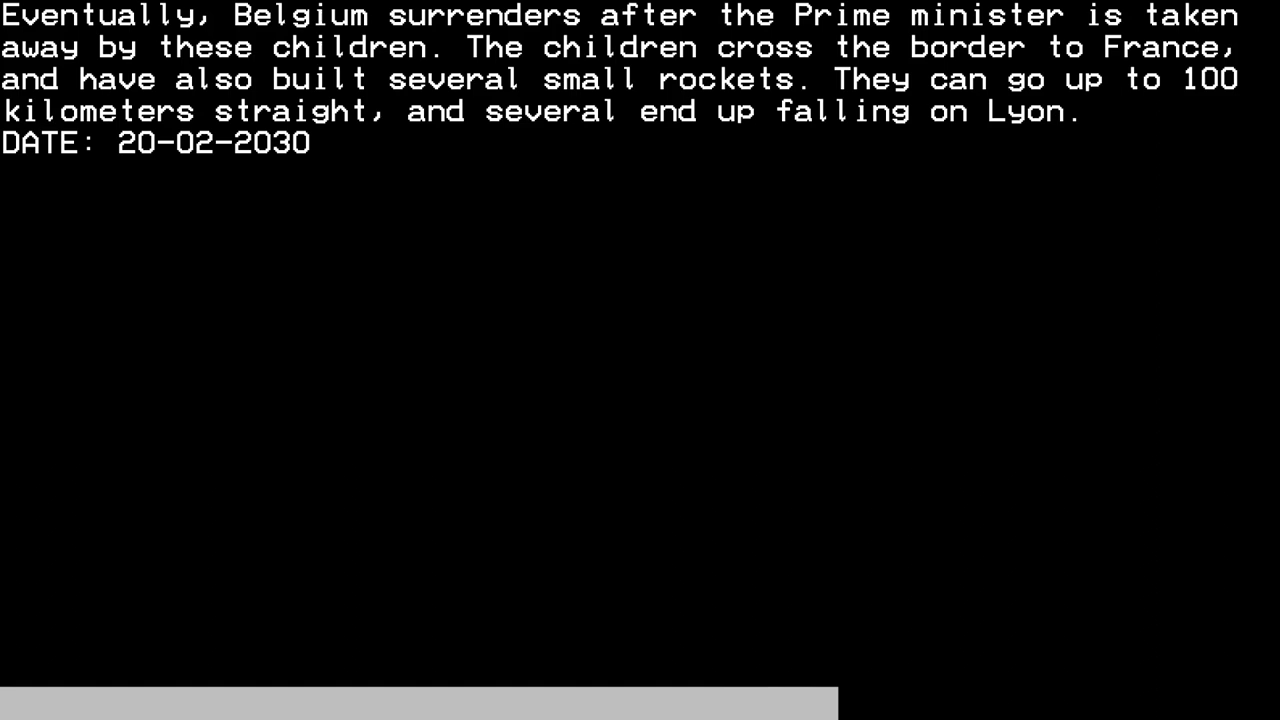 Eventually, Belgium surrenders after the Prime minister is taken
away by these children. The children cross the border to France,
and have also built several small rockets. They can go up to 100
kilometers straight, and several end up falling on Lyon.
DATE: 20-02-2030